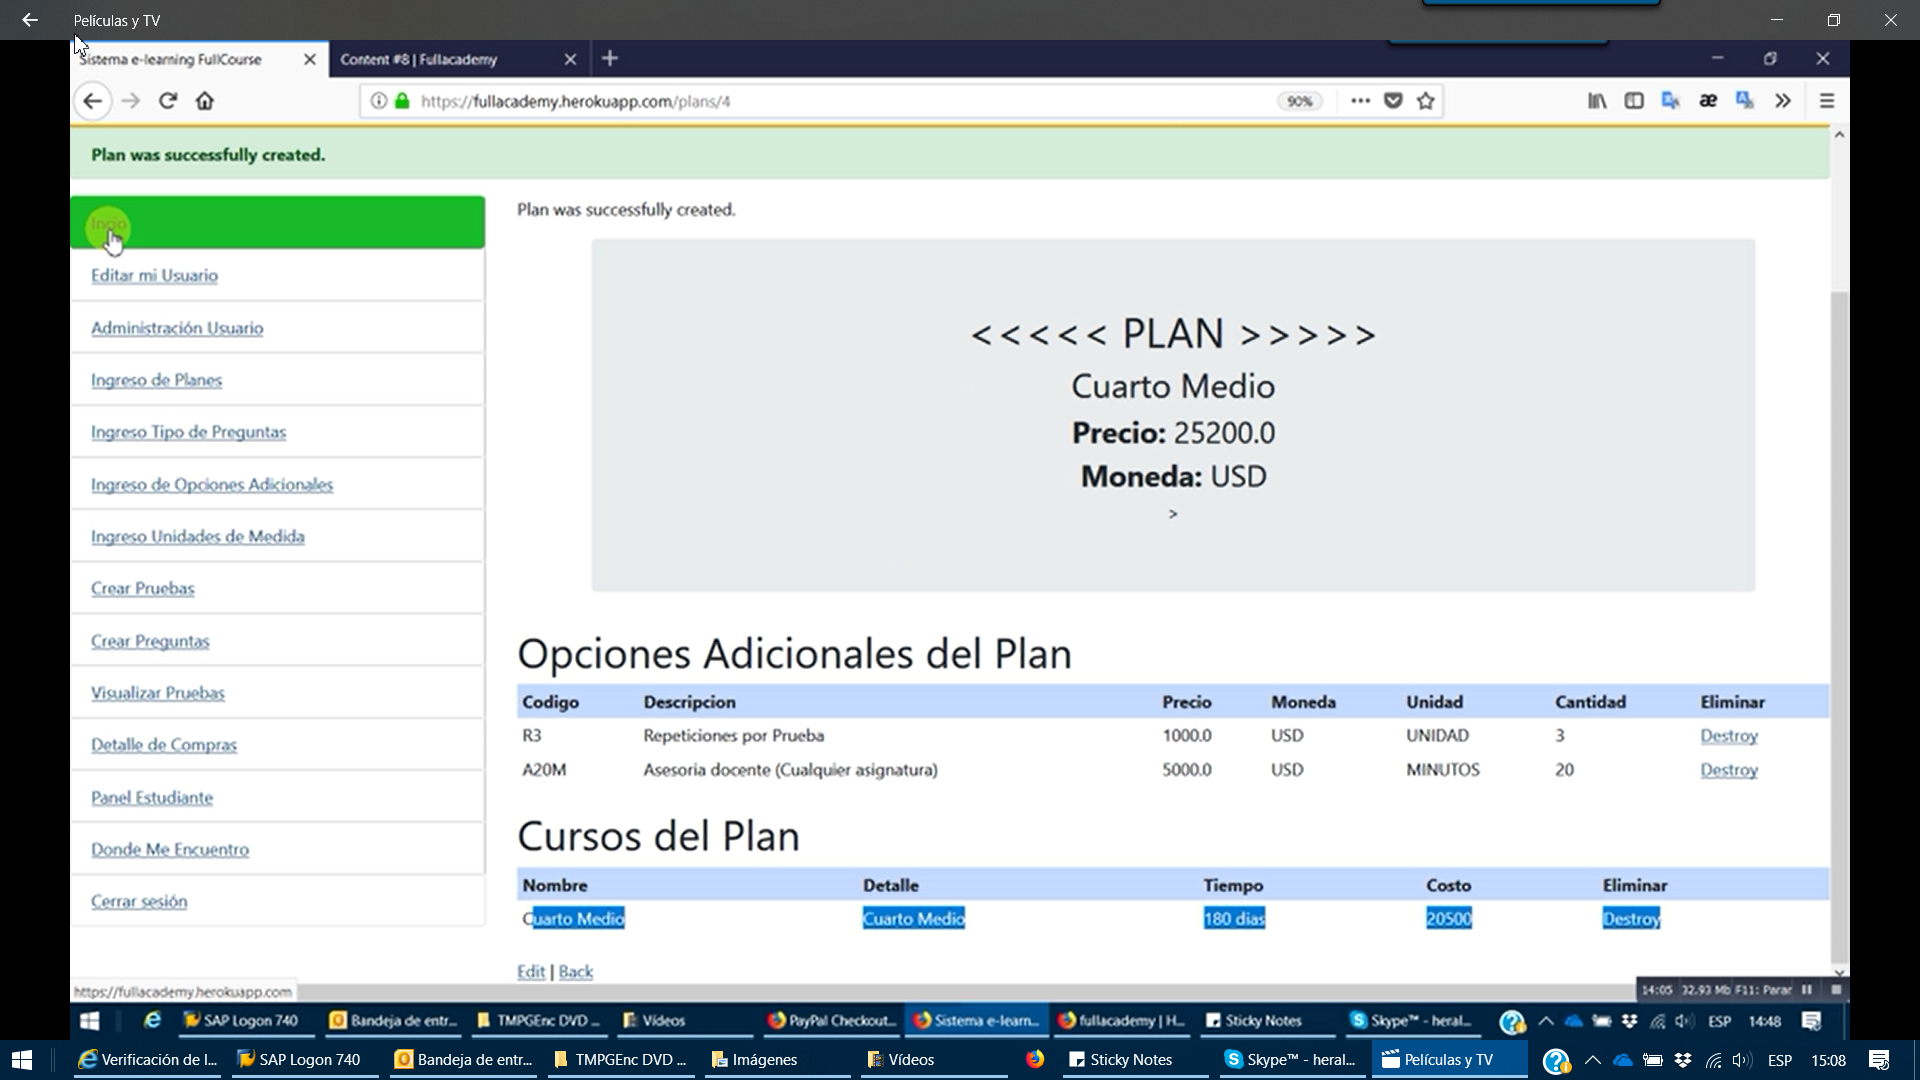 Películas y TV
Sistema e-learning FullCourse
Content #8 | Fullacademy
https://fullacademy.herokuapp.com/plans/4
90%
Plan was successfully created.
Plan was successfully created.
Editar mi Usuario
Administración Usuario
Ingreso de Planes
Ingreso Tipo de Preguntas
Ingreso de Opciones Adicionales
Ingreso Unidades de Medida
Crear Pruebas
Crear Preguntas
Visualizar Pruebas
Detalle de Compras
Panel Estudiante
Donde Me Encuentro
Cerrar sesión
< < < < < PLAN > > > > >
Cuarto Medio
Precio: 25200.0
Moneda: USD
>
Opciones Adicionales del Plan
Codigo Descripcion Precio Moneda Unidad Cantidad Eliminar
R3 Repeticiones por Prueba 1000.0 USD UNIDAD 3 Destroy
A20M Asesoria docente (Cualquier asignatura) 5000.0 USD MINUTOS 20 Destroy
Cursos del Plan
Nombre Detalle Tiempo Costo Eliminar
Cuarto Medio Cuarto Medio 180 dias 20500 Destroy
Edit | Back
https://fullacademy.herokuapp.com
14:05 32.93 Mb F11: Parar
SAP Logon 740 Bandeja de entr... TMPGEnc DVD ... Vídeos PayPal Checkout... Sistema e-learn... fullacademy | H... Sticky Notes Skype™ - heral... ESP 14:48
Verificación de l... SAP Logon 740 Bandeja de entr... TMPGEnc DVD ... Imágenes Vídeos Sticky Notes Skype™ - heral... Películas y TV ESP 15:08